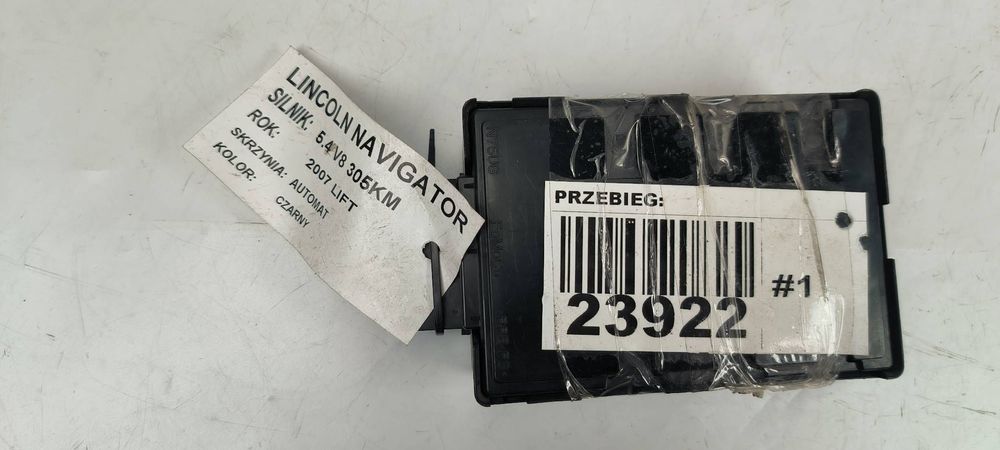 LINCOLN NAVIGATOR
SILNIK: 5.4 V8 305KM
ROK: 2007 LIFT
SKRZYNIA: AUTOMAT
KOLOR: CZARNY
PRZEBIEG:
23922
#1